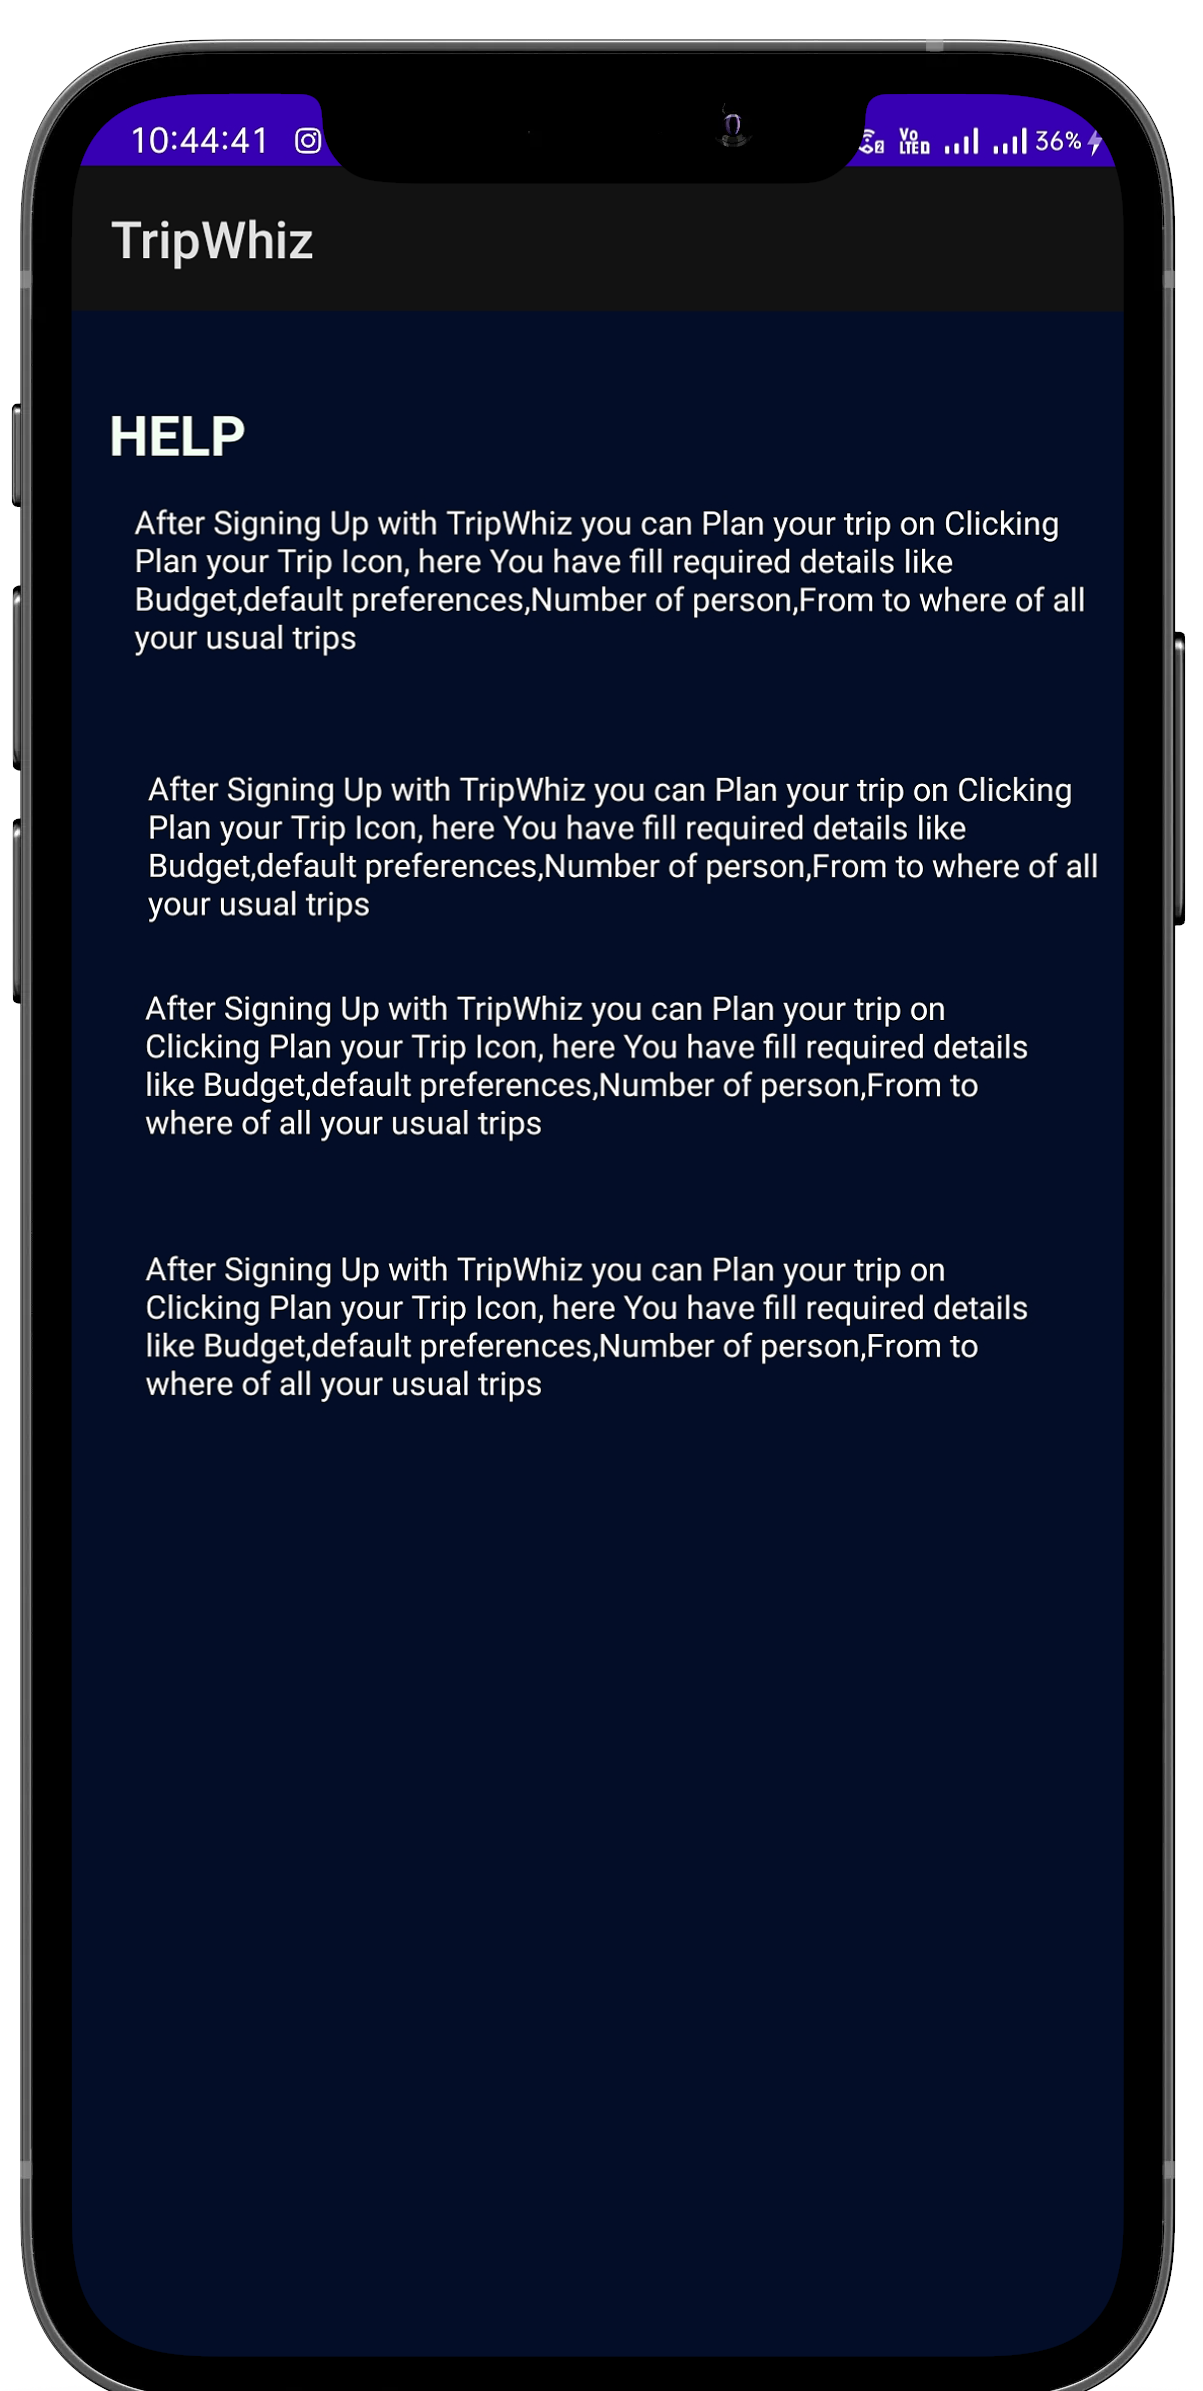 10:44:41
Vo LTED 36%
TripWhiz
HELP
After Signing Up with TripWhiz you can Plan your trip on Clicking
Plan your Trip Icon, here You have fill required details like
Budget,default preferences,Number of person,From to where of all
your usual trips
After Signing Up with TripWhiz you can Plan your trip on Clicking
Plan your Trip Icon, here You have fill required details like
Budget,default preferences,Number of person,From to where of all
your usual trips
After Signing Up with TripWhiz you can Plan your trip on
Clicking Plan your Trip Icon, here You have fill required details
like Budget,default preferences,Number of person,From to
where of all your usual trips
After Signing Up with TripWhiz you can Plan your trip on
Clicking Plan your Trip Icon, here You have fill required details
like Budget,default preferences,Number of person,From to
where of all your usual trips